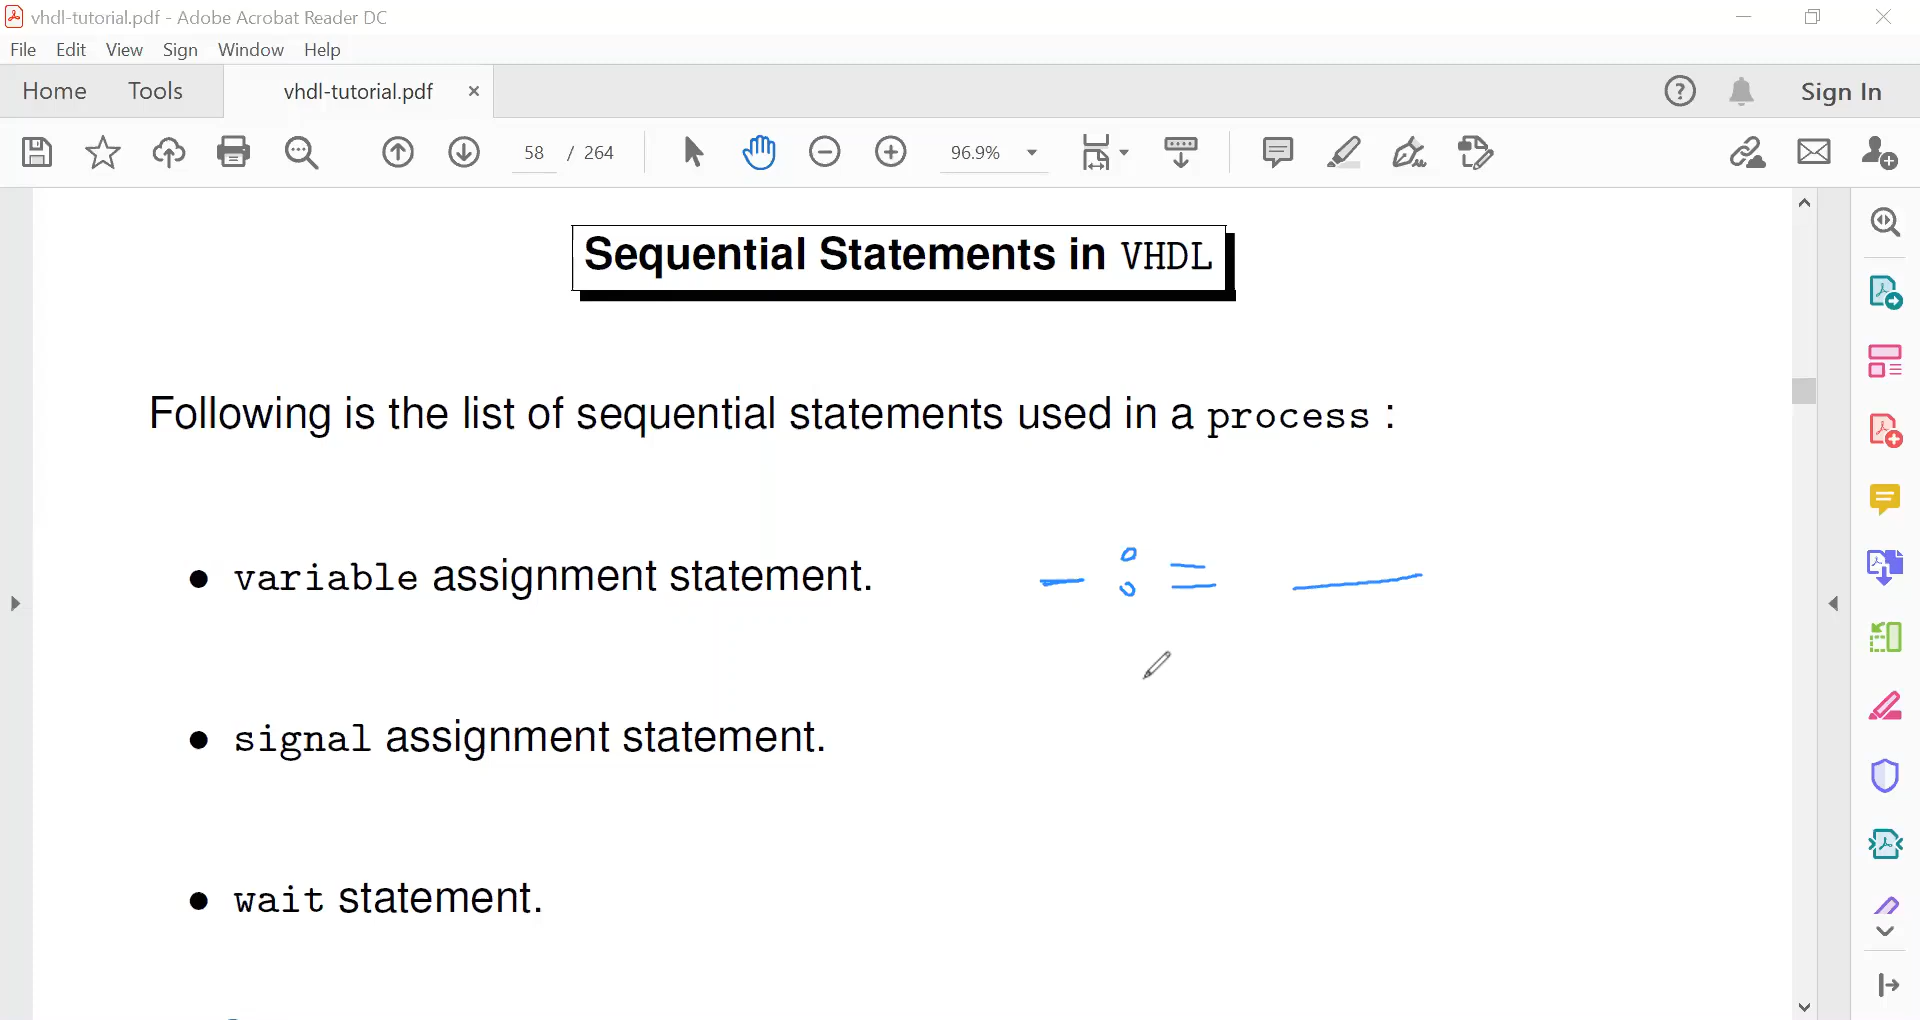 vhdl-tutorial.pdf - Adobe Acrobat Reader DC
File Edit View Sign Window Help
Home Tools vhdl-tutorial.pdf × Sign In
58 / 264 96.9%
Sequential Statements in VHDL
Following is the list of sequential statements used in a process :
● variable assignment statement. — := —
● signal assignment statement.
● wait statement.